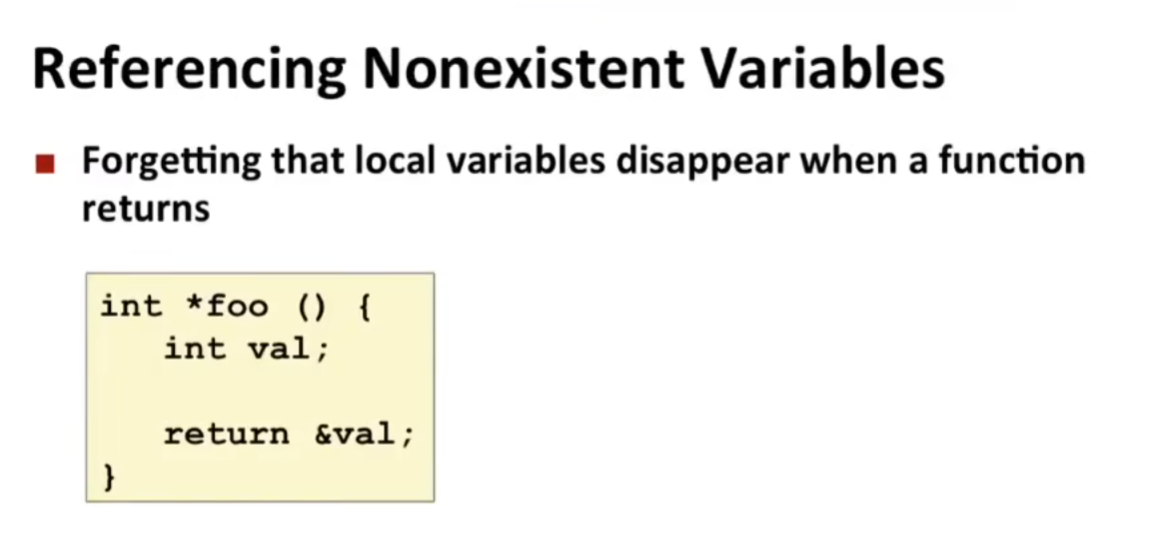 Referencing Nonexistent Variables
Forgetting that local variables disappear when a function
returns
int *foo () {
int val;
return &val;
}